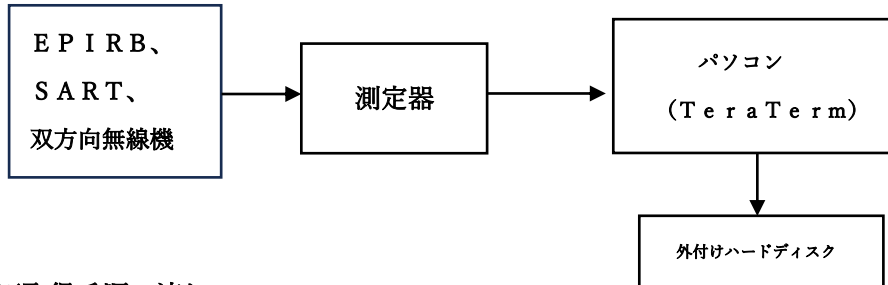 ＥＰＩＲＢ、
ＳＡＲＴ、
双方向無線機
測定器
パソコン
（ＴｅｒａＴｅｒｍ）
外付けハードディスク